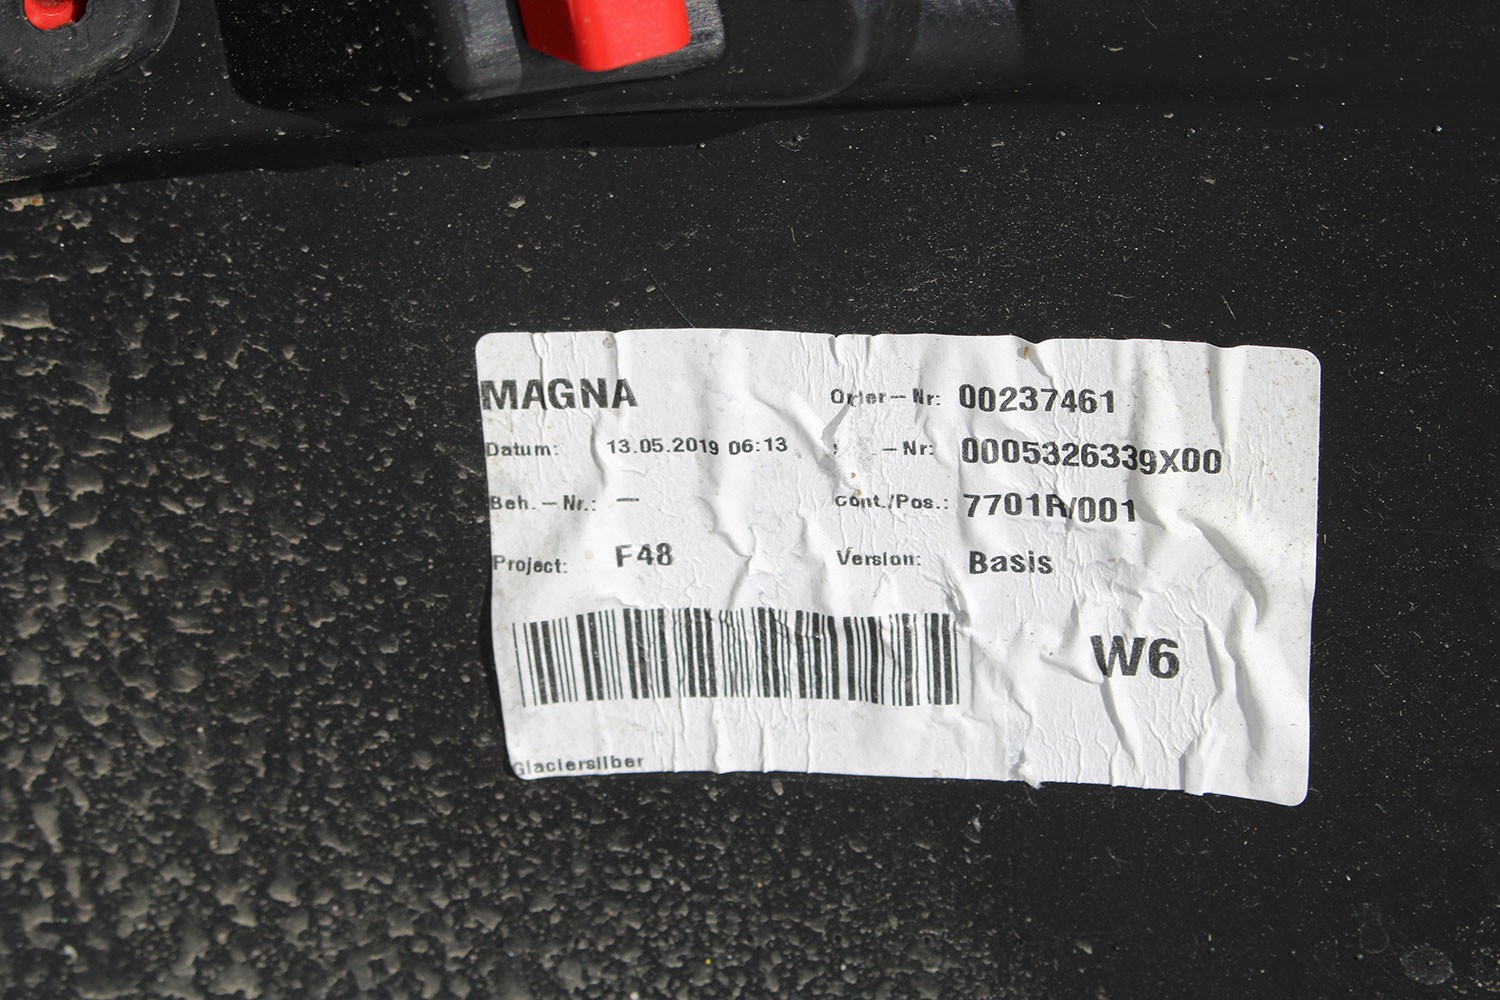 MAGNA Order-Nr: 00237461
Datum: 13.05.2019 06:13 -Nr: 0005326339X00
Beh.-Nr.: - Cont./Pos.: 7701R/001
Project: F48 Version: Basis
W6
Glaciersilber